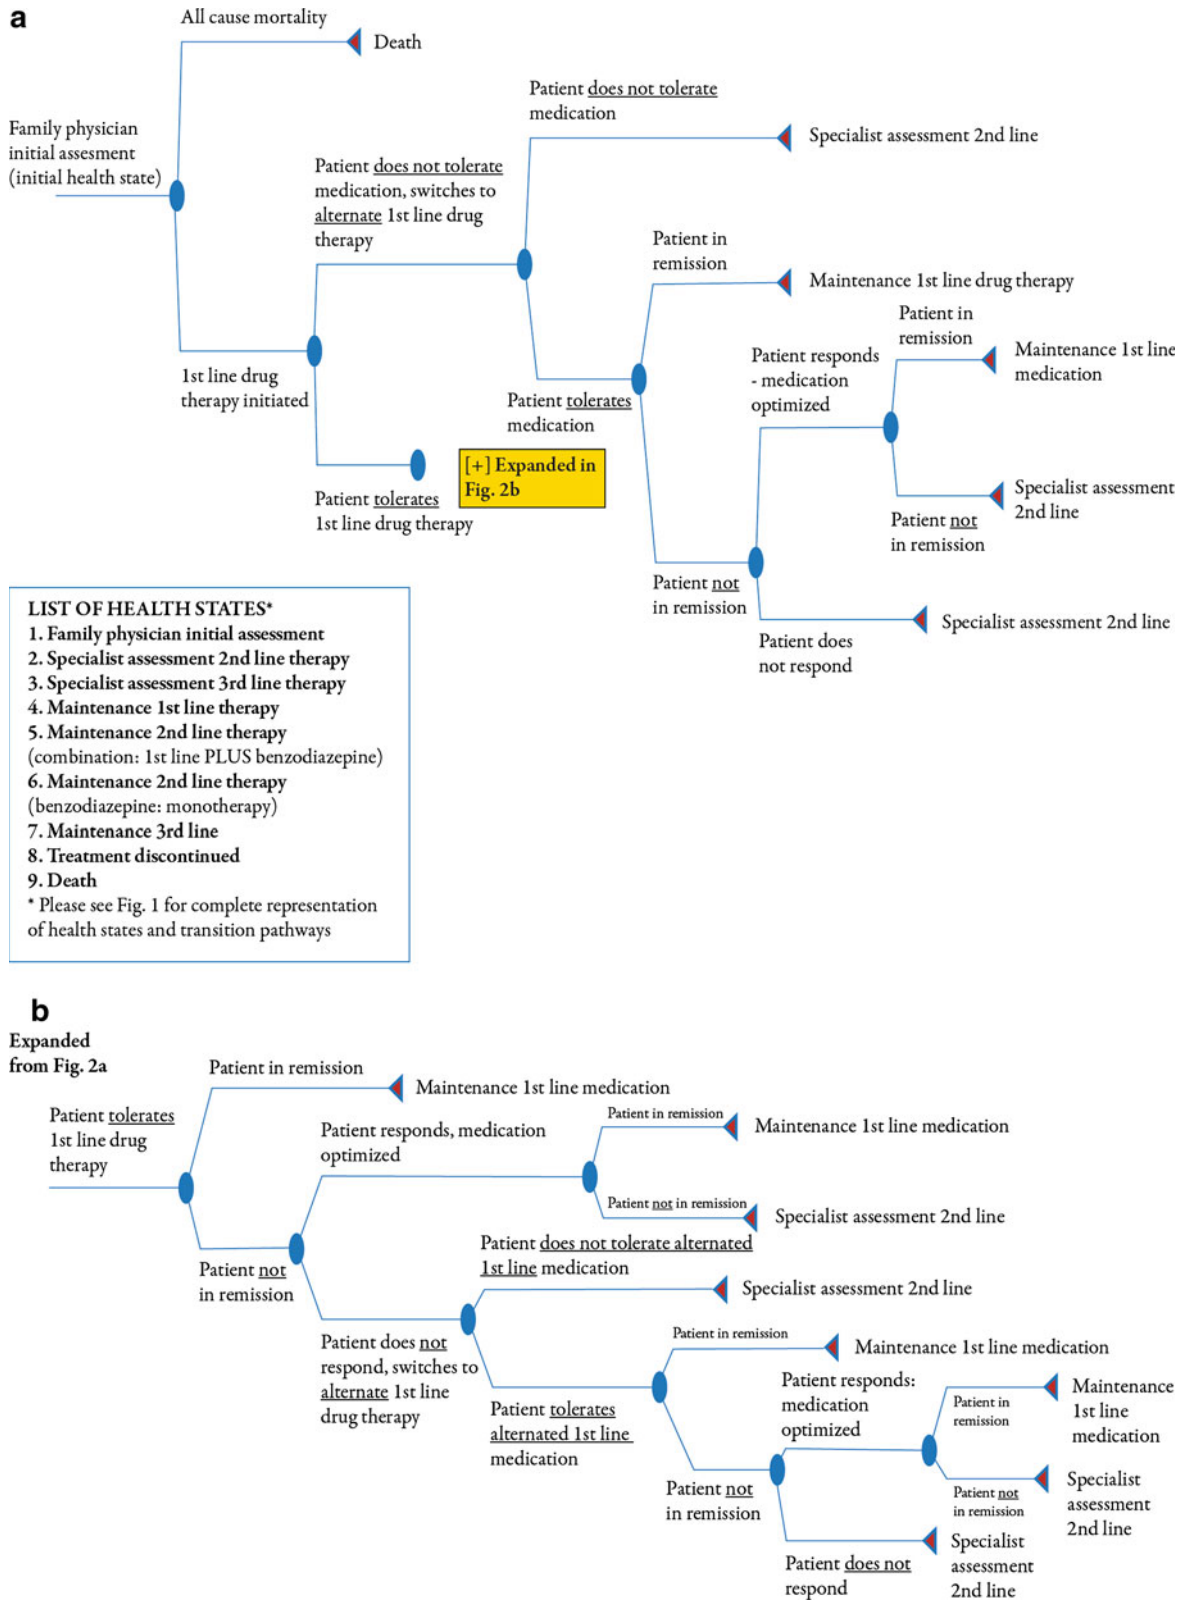 a
All cause mortality
Death
Family physician
initial assesment
(initial health state)
Patient does not tolerate
medication
Specialist assessment 2nd line
Patient does not tolerate
medication, switches to
alternate 1st line drug
therapy
Patient in
remission
Maintenance 1st line drug therapy
Patient in
remission
Maintenance 1st line
medication
Patient responds
- medication
optimized
1st line drug
therapy initiated
Patient tolerates
medication
[+] Expanded in
Fig. 2b
Patient tolerates
1st line drug therapy
Specialist assessment
2nd line
Patient not
in remission
Patient not
in remission
Specialist assessment 2nd line
Patient does
not respond
LIST OF HEALTH STATES*
1. Family physician initial assessment
2. Specialist assessment 2nd line therapy
3. Specialist assessment 3rd line therapy
4. Maintenance 1st line therapy
5. Maintenance 2nd line therapy
(combination: 1st line PLUS benzodiazepine)
6. Maintenance 2nd line therapy
(benzodiazepine: monotherapy)
7. Maintenance 3rd line
8. Treatment discontinued
9. Death
* Please see Fig. 1 for complete representation
of health states and transition pathways
b
Expanded
from Fig. 2a
Patient in remission
Maintenance 1st line medication
Patient tolerates
1st line drug
therapy
Patient responds, medication
optimized
Patient in remission
Maintenance 1st line medication
Patient not in remission
Specialist assessment 2nd line
Patient not
in remission
Patient does not tolerate alternated
1st line medication
Specialist assessment 2nd line
Patient does not
respond, switches to
alternate 1st line
drug therapy
Patient in remission
Maintenance 1st line medication
Patient tolerates
alternated 1st line
medication
Patient responds:
medication
optimized
Patient in
remission
Maintenance
1st line
medication
Patient not
in remission
Patient not
in remission
Specialist
assessment
2nd line
Patient does not
respond
Specialist
assessment
2nd line